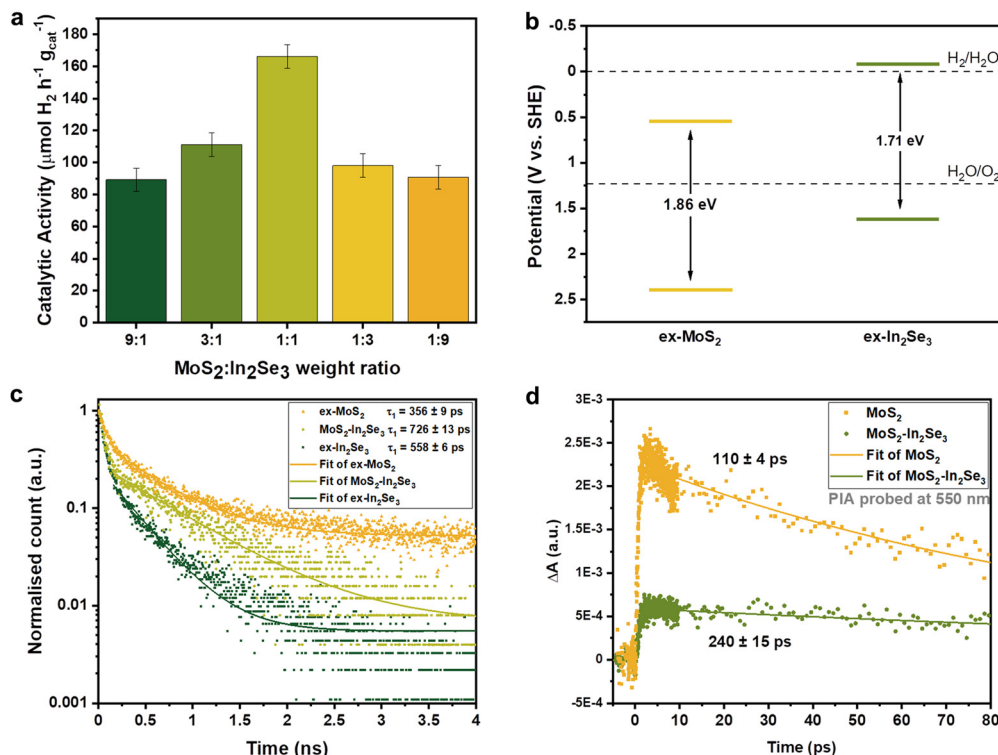 a
Catalytic Activity (μmol H₂ h⁻¹ g_cat⁻¹)
180
160
140
120
100
80
60
40
20
0
9:1 3:1 1:1 1:3 1:9
MoS₂:In₂Se₃ weight ratio
b
Potential (V vs. SHE)
-0.5
0
0.5
1
1.5
2
2.5
H₂/H₂O
1.71 eV
H₂O/O₂
1.86 eV
ex-MoS₂ ex-In₂Se₃
c
Normalised count (a.u.)
1
0.1
0.01
0.001
ex-MoS₂ τ₁ = 356 ± 9 ps
MoS₂-In₂Se₃ τ₁ = 726 ± 13 ps
ex-In₂Se₃ τ₁ = 558 ± 6 ps
Fit of ex-MoS₂
Fit of MoS₂-In₂Se₃
Fit of ex-In₂Se₃
0 0.5 1 1.5 2 2.5 3 3.5 4
Time (ns)
d
ΔA (a.u.)
3E-3
2.5E-3
2E-3
1.5E-3
1E-3
5E-4
0
-5E-4
MoS₂
MoS₂-In₂Se₃
Fit of MoS₂
Fit of MoS₂-In₂Se₃
PIA probed at 550 nm
110 ± 4 ps
240 ± 15 ps
-5 0 10 20 30 40 50 60 70 80
Time (ps)